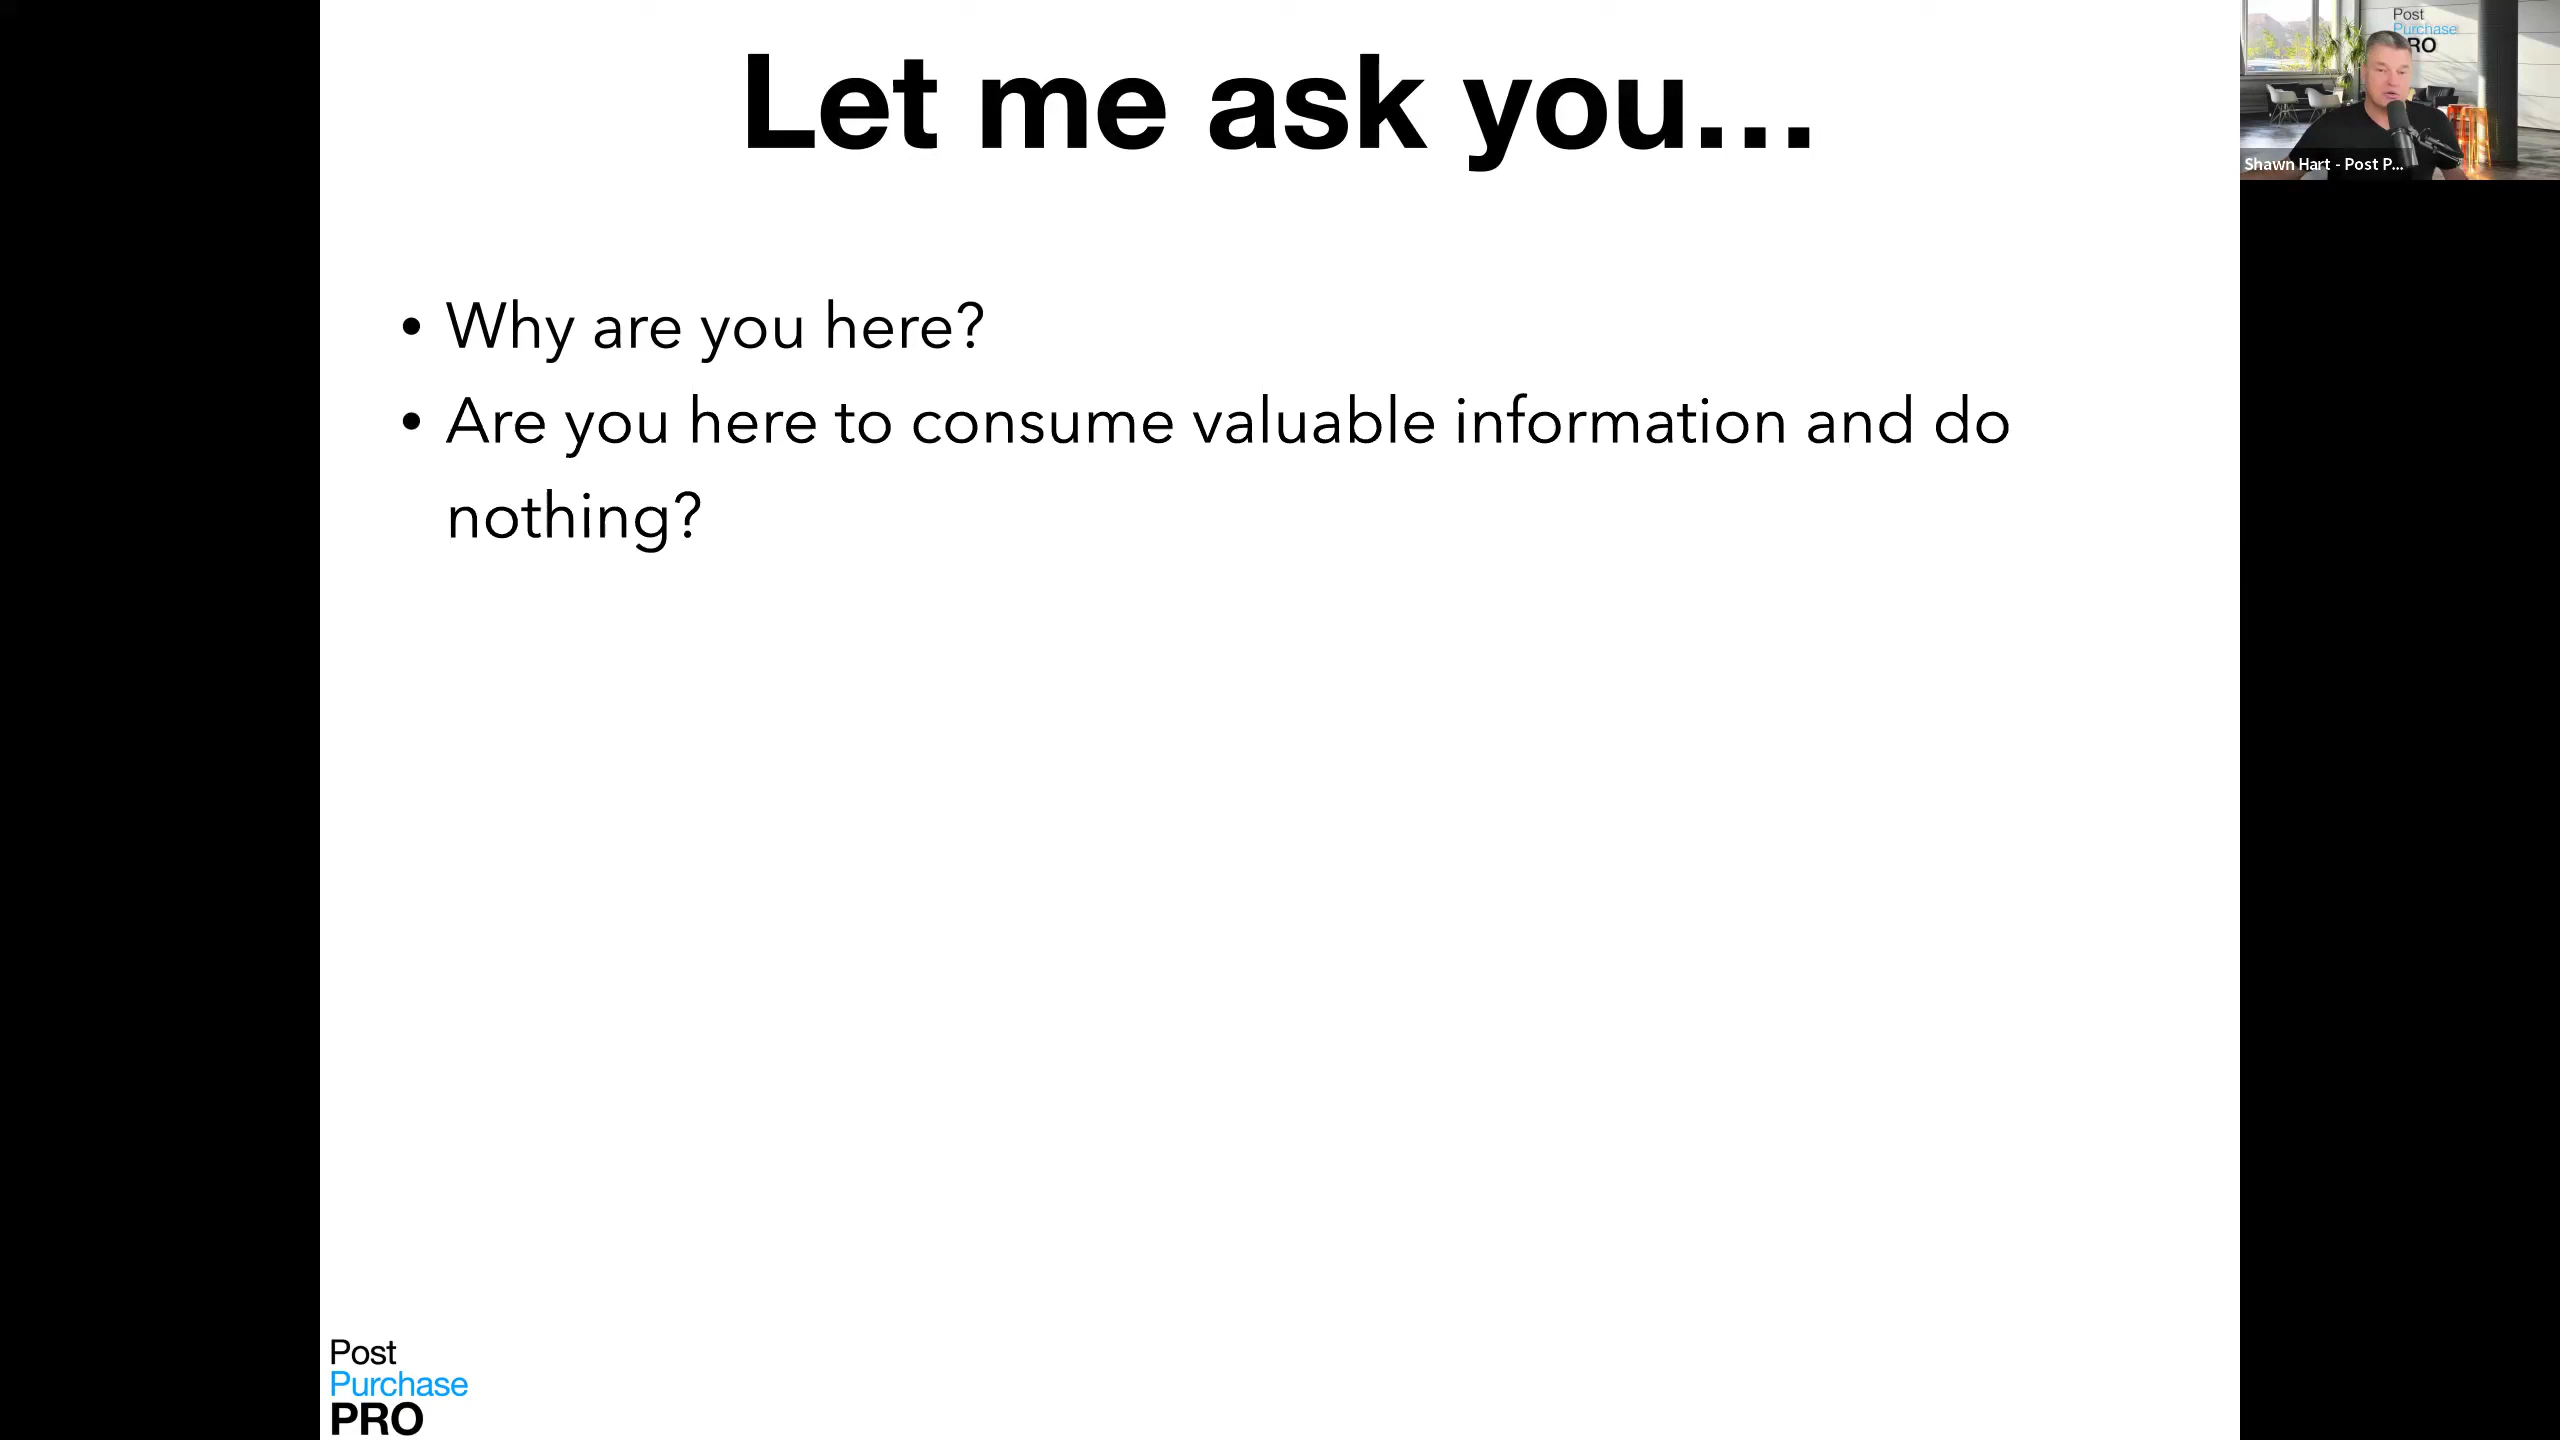 Let me ask you...
• Why are you here?
• Are you here to consume valuable information and do
nothing?
Post
Purchase
PRO
Post
Purchase
RO
Shawn Hart - Post P...